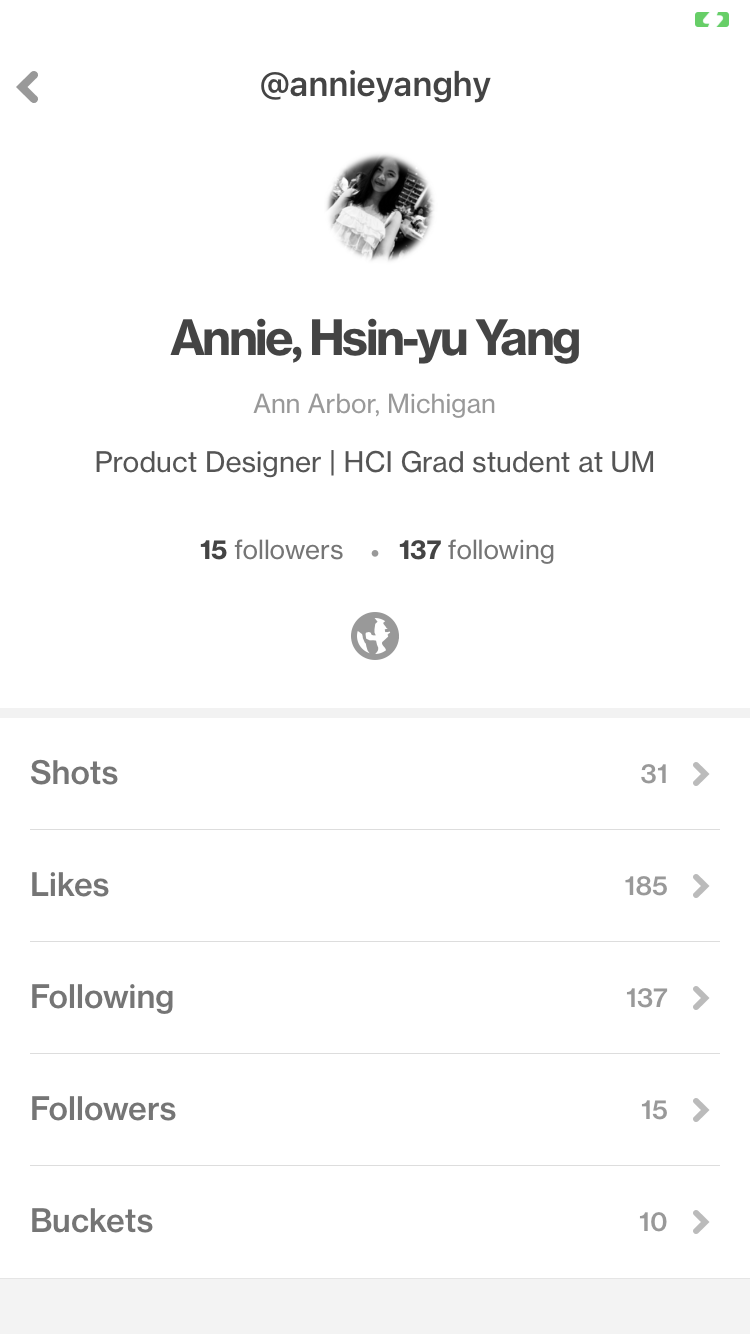 @annieyanghy
Annie, Hsin-yu Yang
Ann Arbor, Michigan
Product Designer | HCI Grad student at UM
15 followers • 137 following
Shots 31
Likes 185
Following 137
Followers 15
Buckets 10